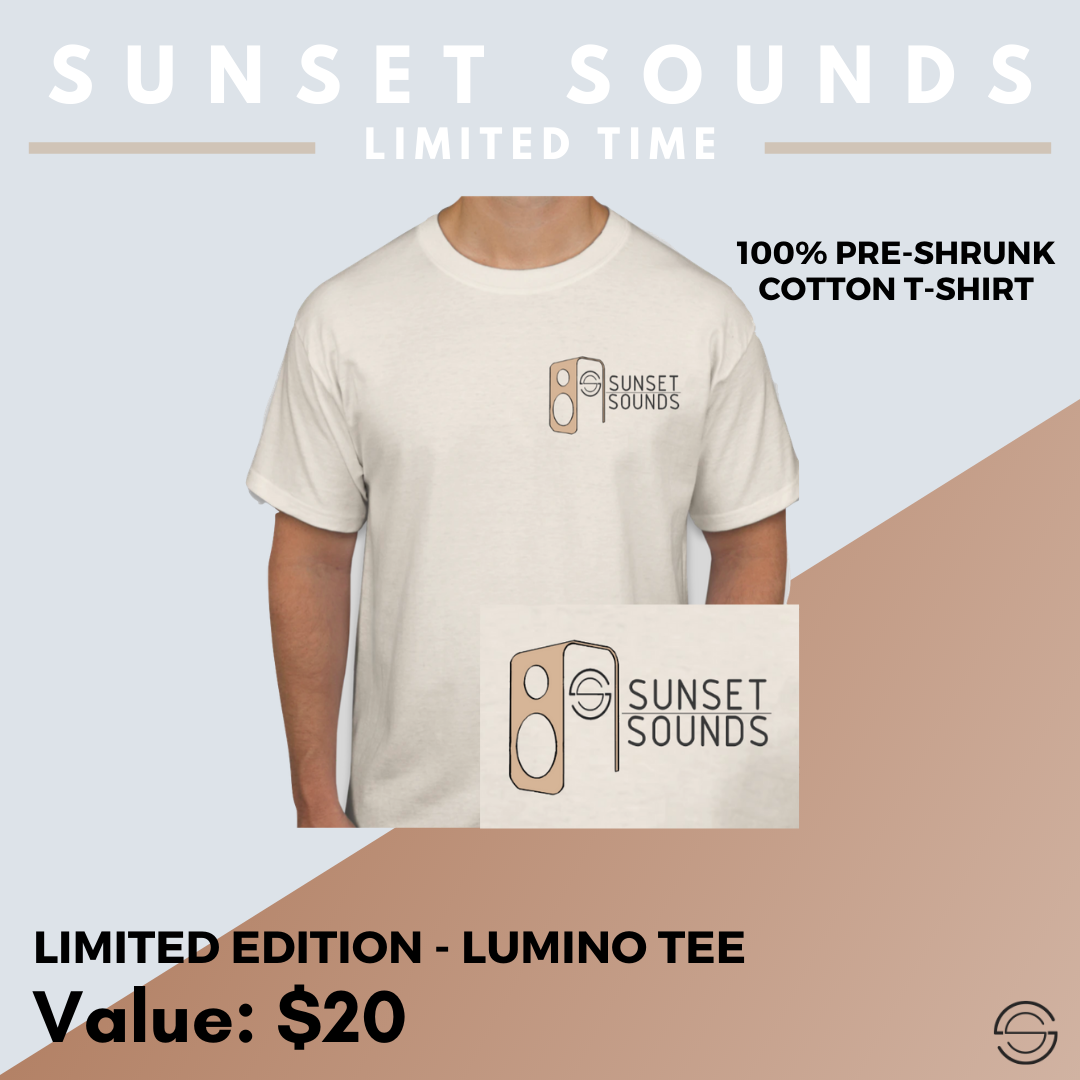 SUNSET SOUNDS
LIMITED TIME
100% PRE-SHRUNK
COTTON T-SHIRT
SUNSET
SOUNDS
SUNSET
SOUNDS
LIMITED EDITION - LUMINO TEE
Value: $20